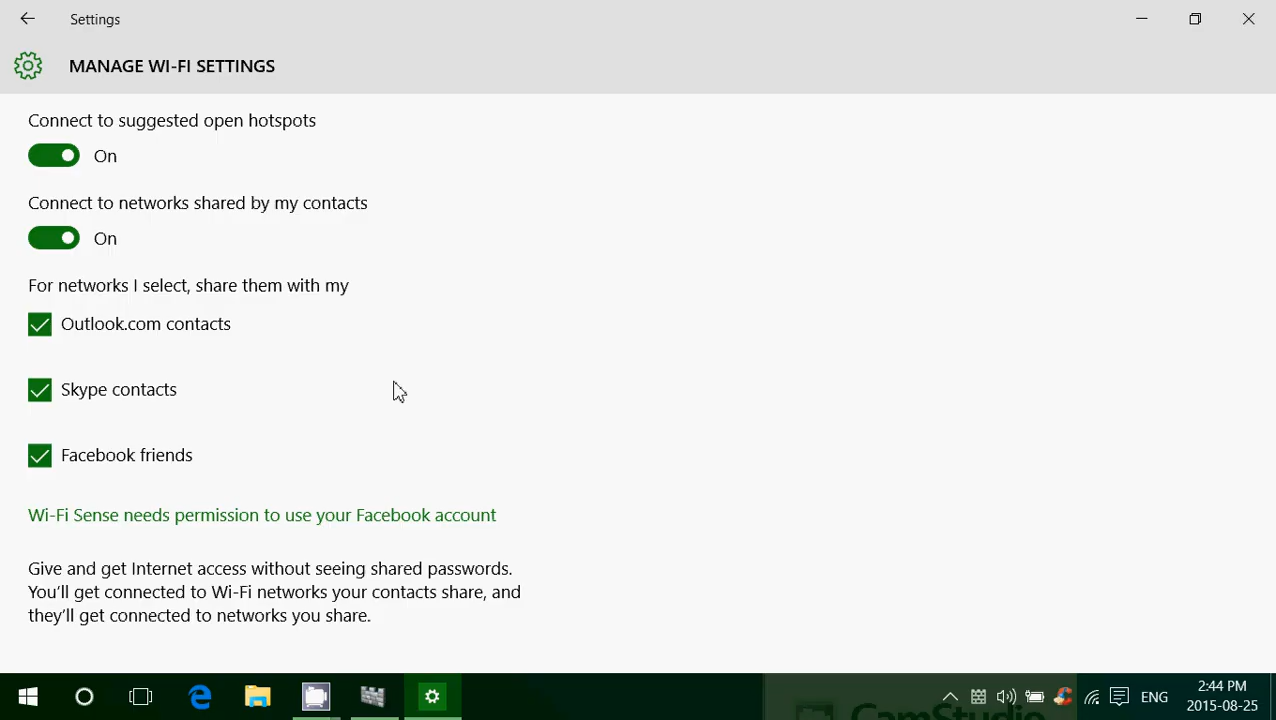 Settings
MANAGE WI-FI SETTINGS
Connect to suggested open hotspots
On
Connect to networks shared by my contacts
On
For networks I select, share them with my
Outlook.com contacts
Skype contacts
Facebook friends
Wi-Fi Sense needs permission to use your Facebook account
Give and get Internet access without seeing shared passwords.
You'll get connected to Wi-Fi networks your contacts share, and
they'll get connected to networks you share.
CamStudio
ENG
2:44 PM
2015-08-25